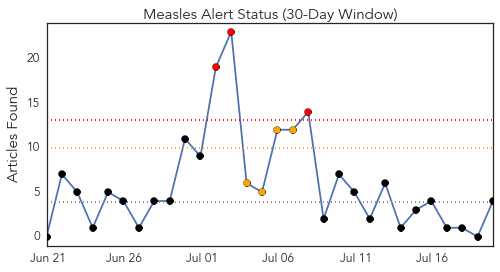 Measles Alert Status (30-Day Window)
Articles Found
20
15
10
5
0
Jun 21 Jun 26 Jul 01 Jul 06 Jul 11 Jul 16